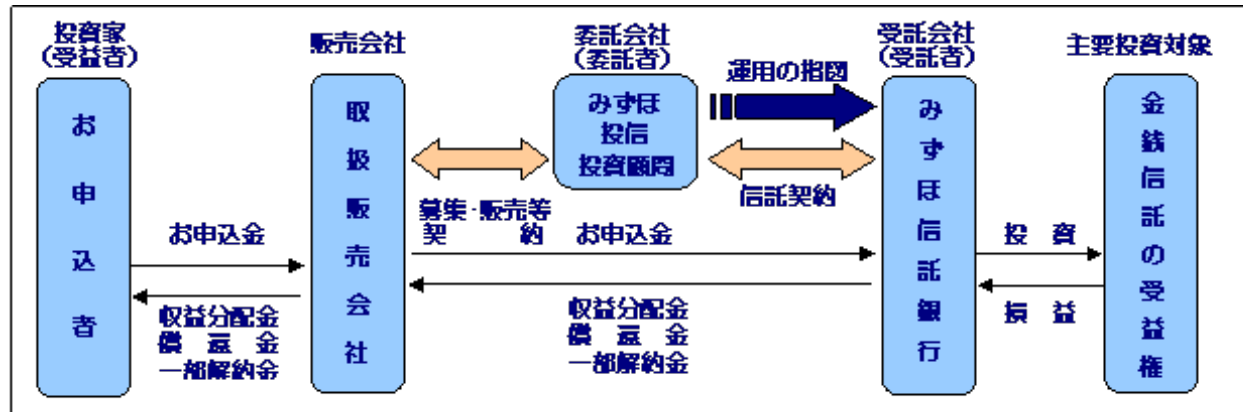 投資家
(受益者)
販売会社
委託会社
(委託者)
受託会社
(受託者)
主要投資対象
お申込者
取扱販売会社
みずほ
投信
投資顧問
運用の指図
みずほ信託銀行
金銭信託の受益権
募集・販売等
契　　約
信託契約
お申込金
お申込金
投　資
収益分配金
償　還　金
一部解約金
収益分配金
償　還　金
一部解約金
損　益